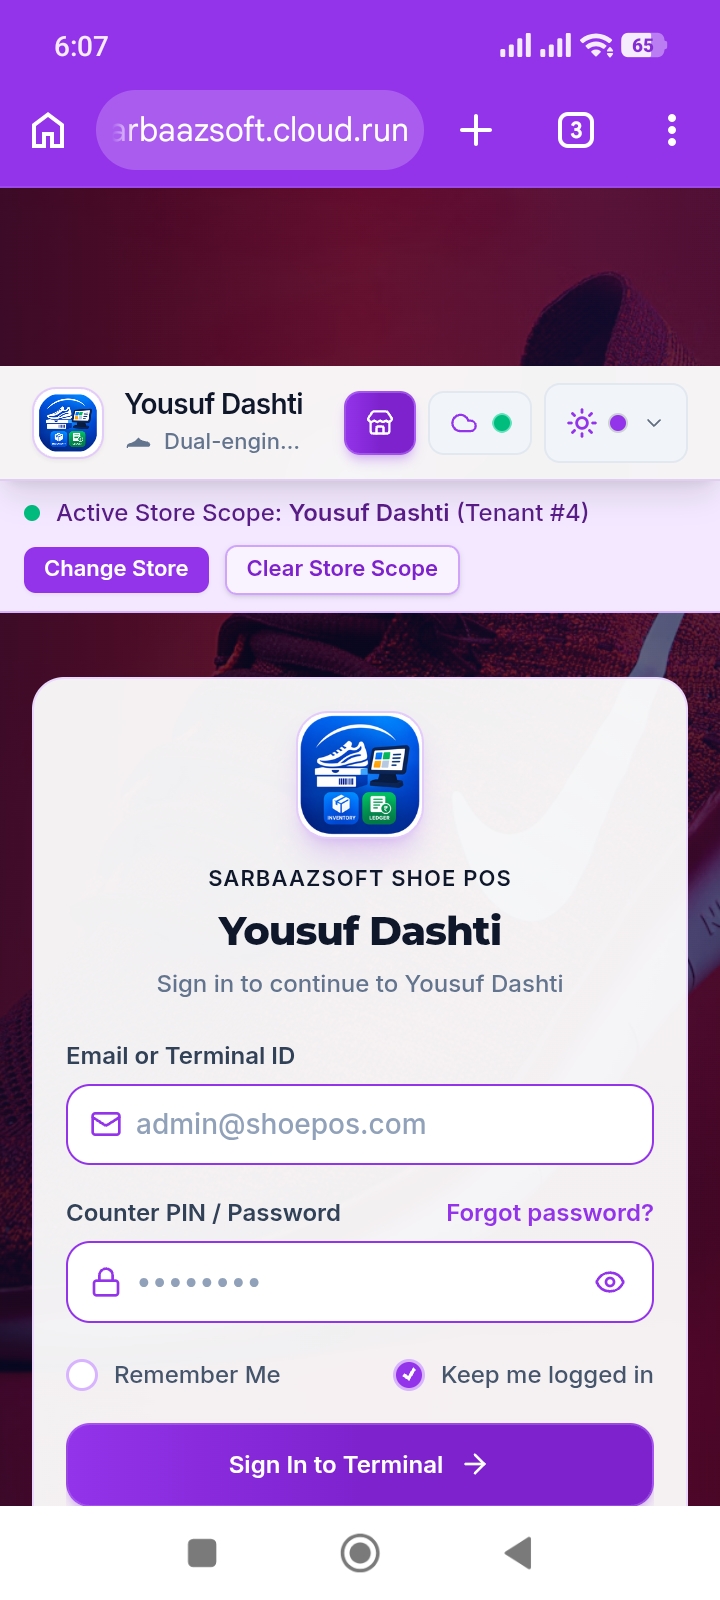 6:07
65
arbaazsoft.cloud.run
3
Yousuf Dashti
Dual-engin...
Active Store Scope: Yousuf Dashti (Tenant #4)
Change Store
Clear Store Scope
INVENTORY
LEDGER
SARBAAZSOFT SHOE POS
Yousuf Dashti
Sign in to continue to Yousuf Dashti
Email or Terminal ID
admin@shoepos.com
Counter PIN / Password
Forgot password?
Remember Me
Keep me logged in
Sign In to Terminal